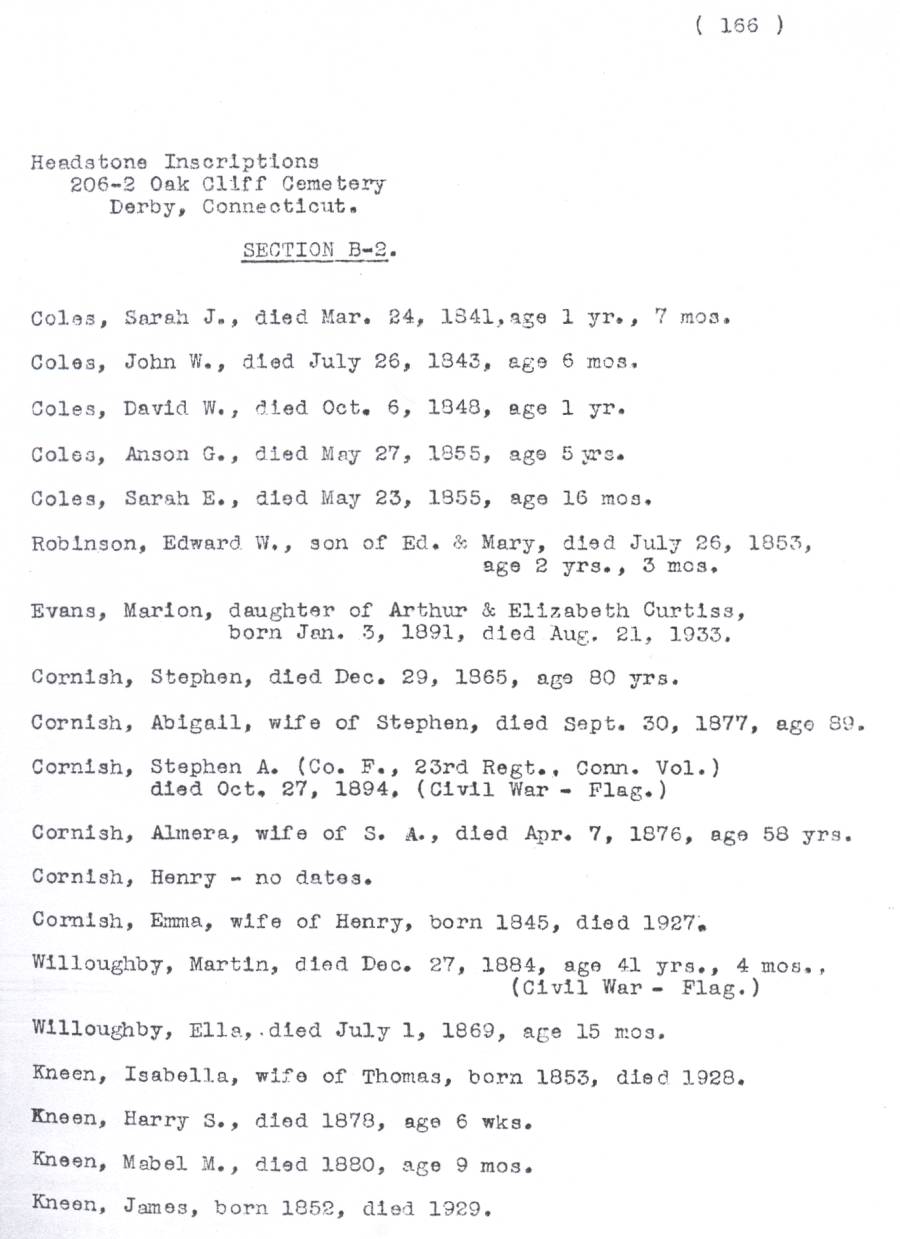 ( 166 )
Headstone Inscriptions
206-2 Oak Cliff Cemetery
Derby, Connecticut.
SECTION B-2.
Coles, Sarah J., died Mar. 24, 1841, age 1 yr., 7 mos.
Coles, John W., died July 26, 1843, age 6 mos.
Coles, David W., died Oct. 6, 1848, age 1 yr.
Coles, Anson G., died May 27, 1855, age 5 yrs.
Coles, Sarah E., died May 23, 1855, age 16 mos.
Robinson, Edward W., son of Ed. & Mary, died July 26, 1853,
age 2 yrs., 3 mos.
Evans, Marion, daughter of Arthur & Elizabeth Curtiss,
born Jan. 3, 1891, died Aug. 21, 1933.
Cornish, Stephen, died Dec. 29, 1865, age 80 yrs.
Cornish, Abigail, wife of Stephen, died Sept. 30, 1877, age 89.
Cornish, Stephen A. (Co. F., 23rd Regt., Conn. Vol.)
died Oct. 27, 1894, (Civil War - Flag.)
Cornish, Almera, wife of S. A., died Apr. 7, 1876, age 58 yrs.
Cornish, Henry - no dates.
Cornish, Emma, wife of Henry, born 1845, died 1927.
Willoughby, Martin, died Dec. 27, 1884, age 41 yrs., 4 mos.,
(Civil War - Flag.)
Willoughby, Ella, died July 1, 1869, age 15 mos.
Kneen, Isabella, wife of Thomas, born 1853, died 1928.
Kneen, Harry S., died 1878, age 6 wks.
Kneen, Mabel M., died 1880, age 9 mos.
Kneen, James, born 1852, died 1929.